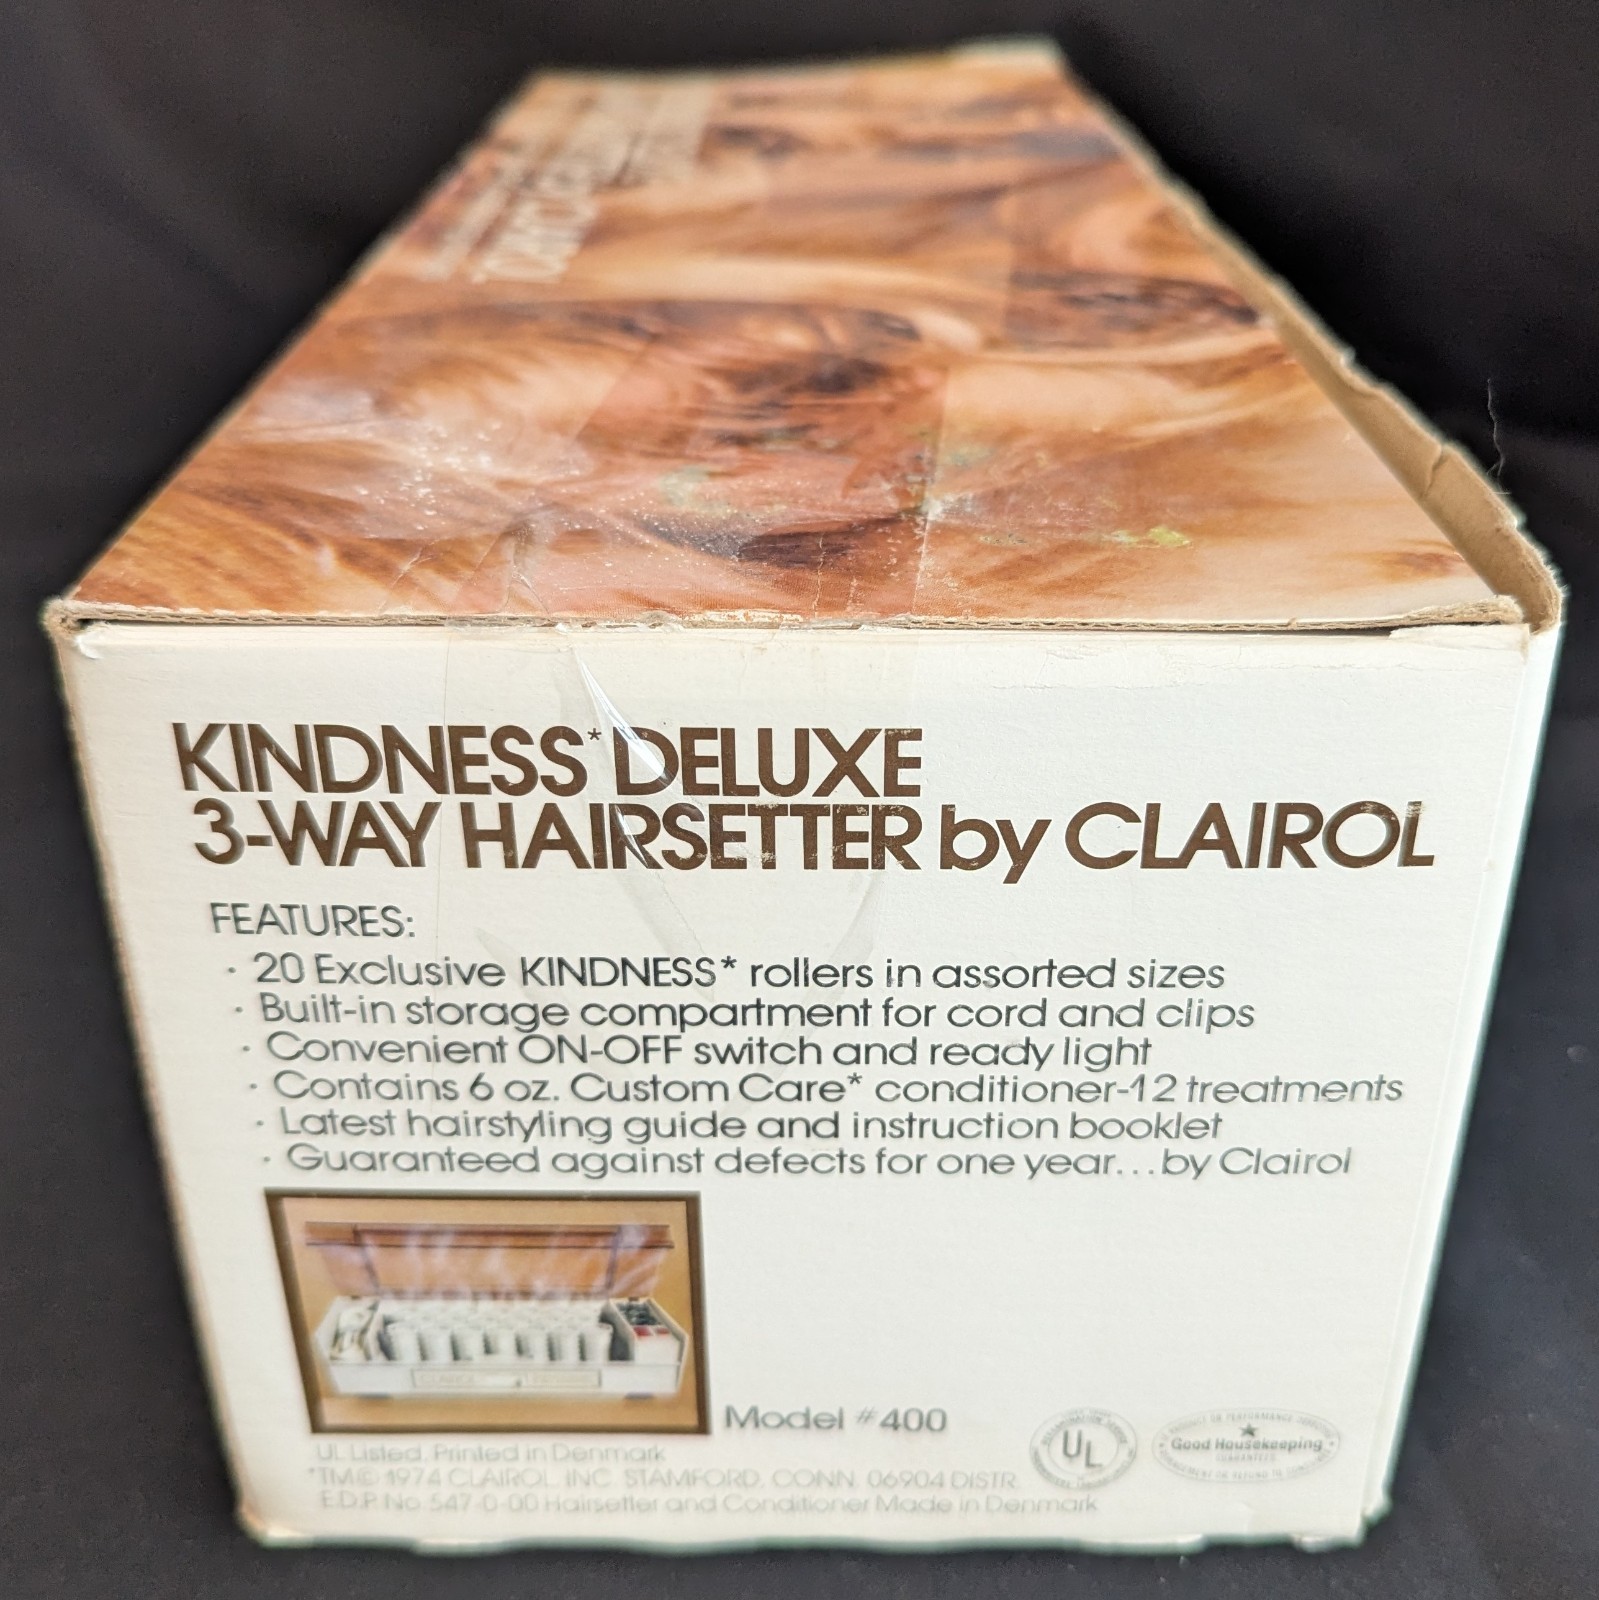 KINDNESS* DELUXE
3-WAY HAIRSETTER by CLAIROL
FEATURES:
· 20 Exclusive KINDNESS* rollers in assorted sizes
· Built-in storage compartment for cord and clips
· Convenient ON-OFF switch and ready light
· Contains 6 oz. Custom Care* conditioner-12 treatments
· Latest hairstyling guide and instruction booklet
· Guaranteed against defects for one year...by Clairol
CLAIROL
Model #400
UL
Good Housekeeping
GUARANTEES
UL Listed. Printed in Denmark
*TM© 1974 CLAIROL INC. STAMFORD, CONN. 06904 DISTR.
E.D.P. No. 547-0-00 Hairsetter and Conditioner Made in Denmark